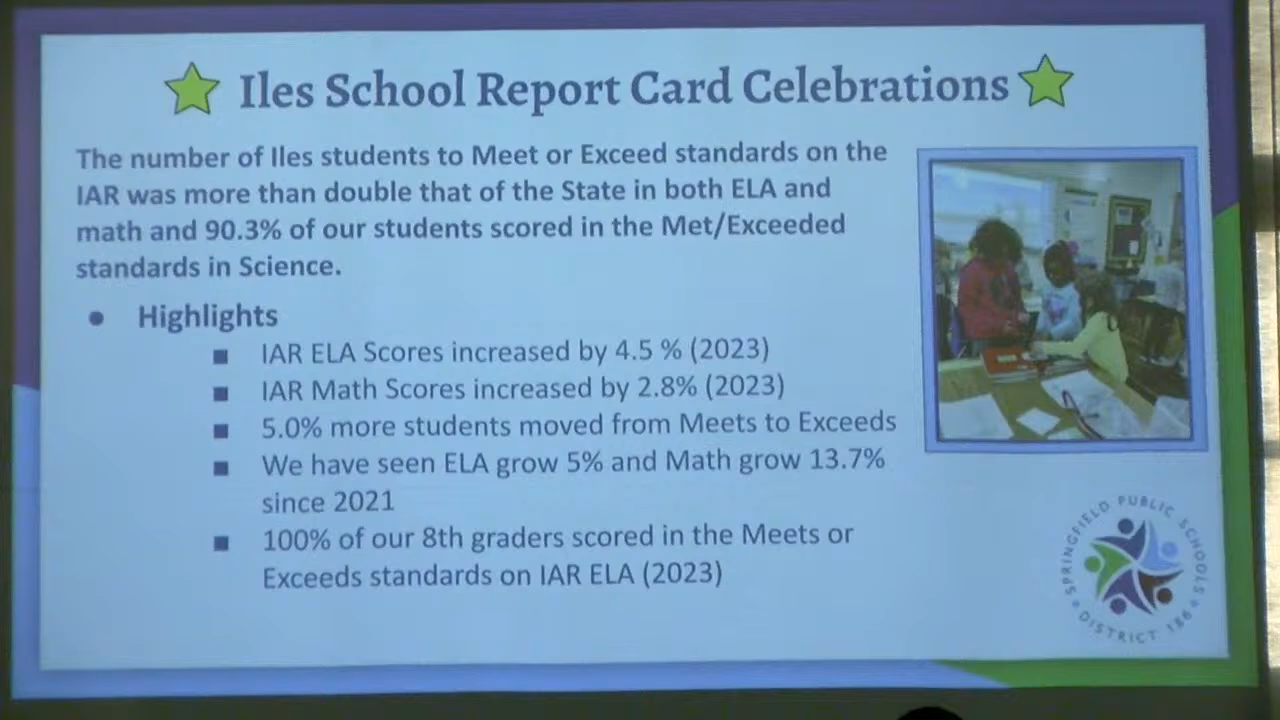 Iles School Report Card Celebrations
The number of Iles students to Meet or Exceed standards on the
IAR was more than double that of the State in both ELA and
math and 90.3% of our students scored in the Met/Exceeded
standards in Science.
● Highlights
■ IAR ELA Scores increased by 4.5 % (2023)
■ IAR Math Scores increased by 2.8% (2023)
■ 5.0% more students moved from Meets to Exceeds
■ We have seen ELA grow 5% and Math grow 13.7%
since 2021
■ 100% of our 8th graders scored in the Meets or
Exceeds standards on IAR ELA (2023)
SPRINGFIELD PUBLIC SCHOOLS
DISTRICT 186